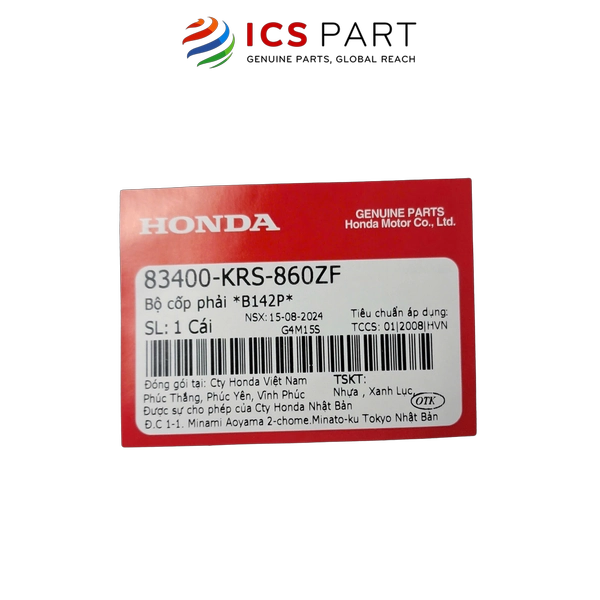 ICS PART
GENUINE PARTS, GLOBAL REACH
HONDA
GENUINE PARTS
Honda Motor Co., Ltd.
83400-KRS-860ZF
Bộ cốp phải *B142P*
NSX: 15-08-2024
Tiêu chuẩn áp dụng:
SL: 1 Cái
G4M15S
TCCS: 01|2008|HVN
Đóng gói tại: Cty Honda Việt Nam
TSKT:
Phúc Thắng, Phúc Yên, Vĩnh Phúc
Nhựa , Xanh Lục
Được sự cho phép của Cty Honda Nhật Bản
OTK
Đ.C 1-1. Minami Aoyama 2-chome.Minato-ku Tokyo Nhật Bản